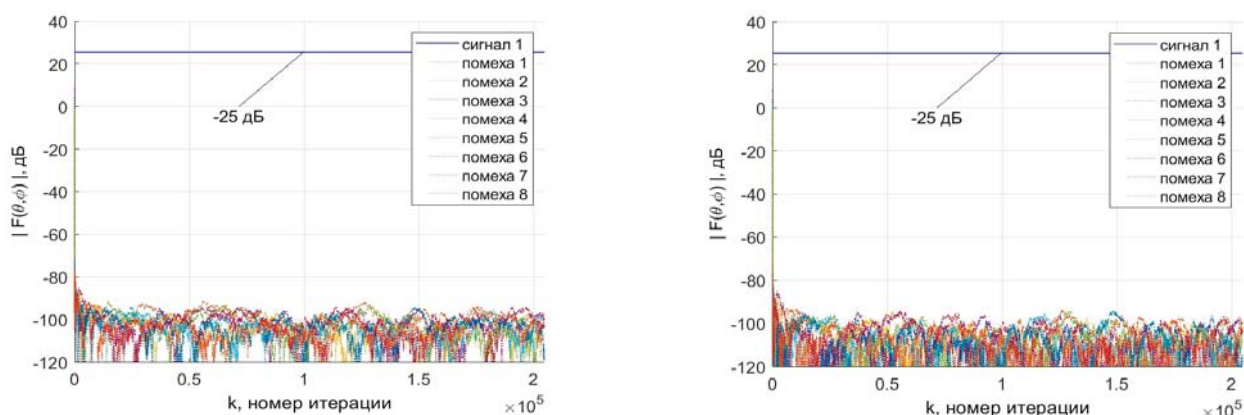 40
20
0
-20
-40
-60
-80
-100
-120
| F(θ,ϕ) |, дБ
-25 дБ
сигнал 1
помеха 1
помеха 2
помеха 3
помеха 4
помеха 5
помеха 6
помеха 7
помеха 8
0
0.5
1
1.5
2
×10⁵
k, номер итерации
40
20
0
-20
-40
-60
-80
-100
-120
| F(θ,ϕ) |, дБ
-25 дБ
сигнал 1
помеха 1
помеха 2
помеха 3
помеха 4
помеха 5
помеха 6
помеха 7
помеха 8
0
0.5
1
1.5
2
×10⁵
k, номер итерации